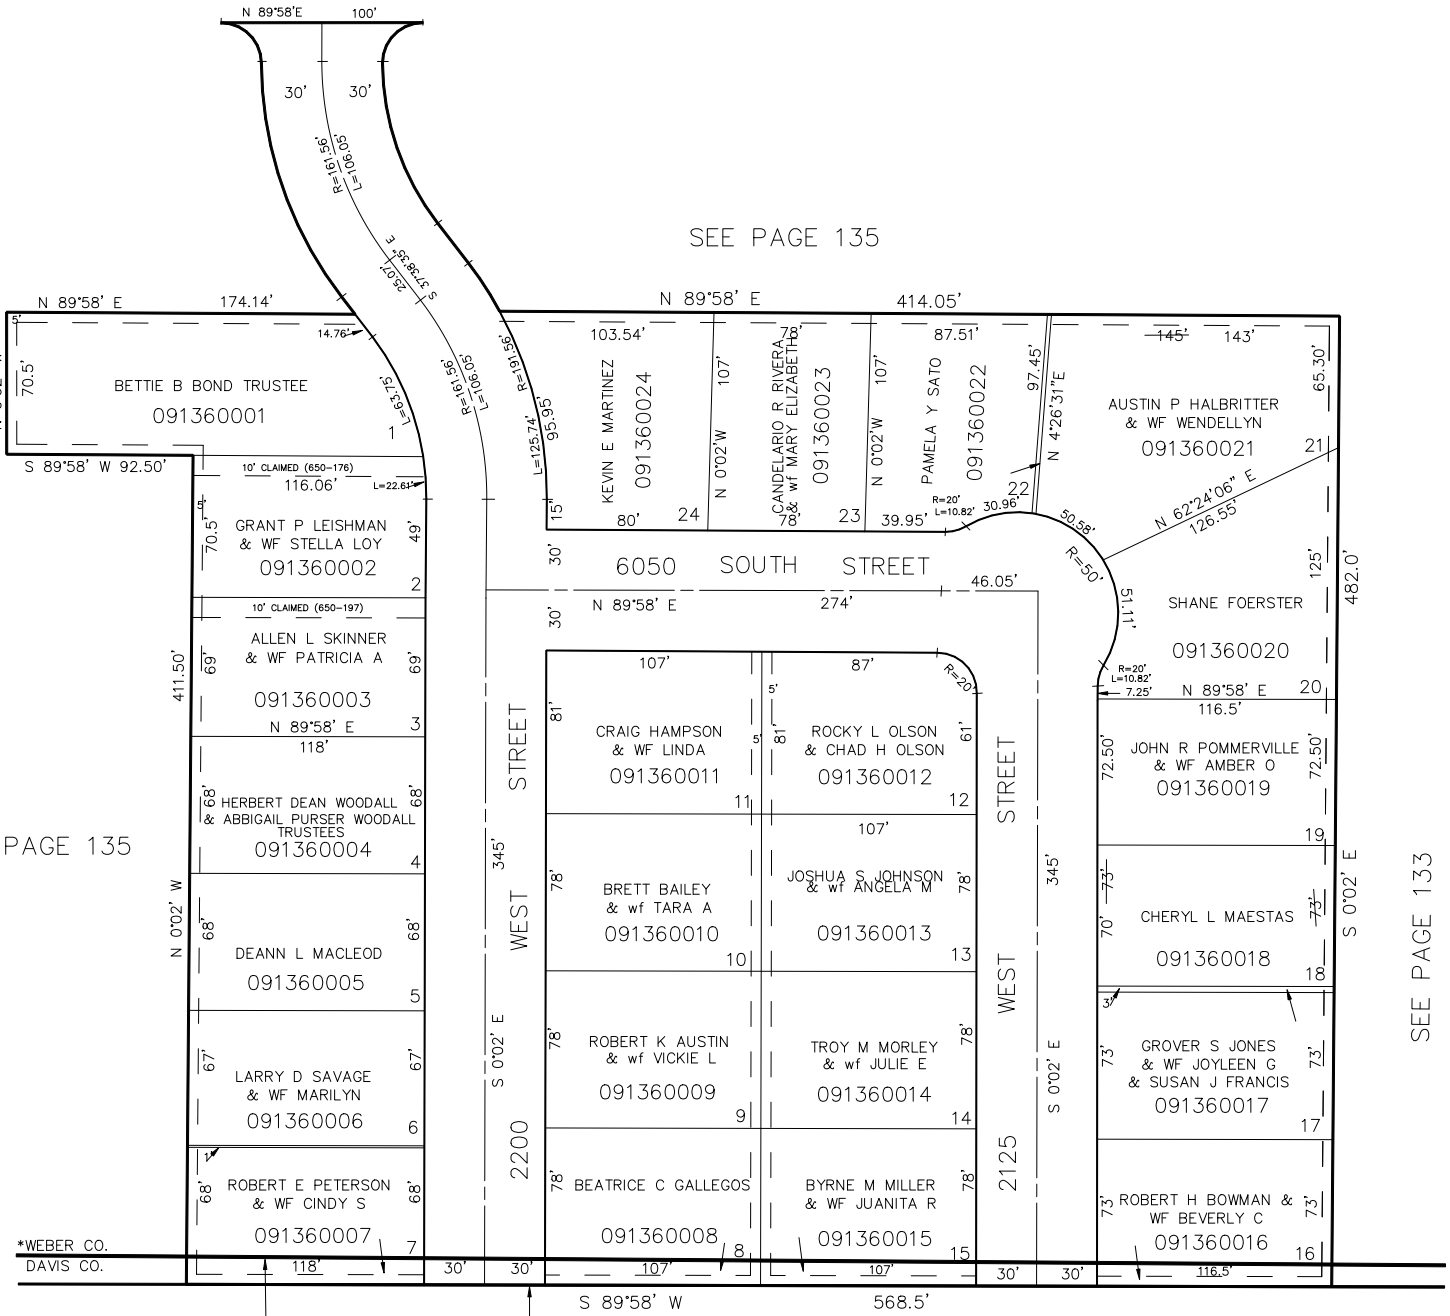 N 89°58'E 100'
30' 30'
R=161.56'
L=106.05'
S 37°38'35" E
25.07'
SEE PAGE 135
N 89°58' E 174.14'
N 89°58' E 414.05'
5'
70.5'
14.76'
BETTIE B BOND TRUSTEE
091360001
1
L=63.75'
R=161.56'
L=106.05'
R=191.56'
L=125.74'
95.95'
S 89°58' W 92.50'
103.54'
KEVIN E MARTINEZ
091360024
15'
80'
24
107'
N 0°02'W
78'
CANDELARIO R RIVERA
& wf MARY ELIZABETH
091360023
78'
23
107'
N 0°02'W
87.51'
PAMELA Y SATO
091360022
39.95'
22
97.45'
N 4°26'31"E
R=20'
L=10.82'
30.96'
145' 143'
65.30'
AUSTIN P HALBRITTER
& WF WENDELLYN
091360021
21
N 62°24'06" E
126.55'
50.58'
R=50'
51.11'
10' CLAIMED (650-176)
116.06'
L=22.61'
5'
70.5'
49'
GRANT P LEISHMAN
& WF STELLA LOY
091360002
2
30'
6050 SOUTH STREET
46.05'
N 89°58' E 274'
30'
125'
482.0'
SHANE FOERSTER
091360020
20
R=20'
L=10.82'
7.25'
N 89°58' E
116.5'
10' CLAIMED (650-197)
ALLEN L SKINNER
& WF PATRICIA A
69'
69'
091360003
N 89°58' E
3
118'
411.50'
107'
81'
CRAIG HAMPSON
& WF LINDA
091360011
11
5'
5'
87'
R=20'
81'
61'
ROCKY L OLSON
& CHAD H OLSON
091360012
12
107'
72.50'
72.50'
JOHN R POMMERVILLE
& WF AMBER O
091360019
19
68'
68'
HERBERT DEAN WOODALL
& ABBIGAIL PURSER WOODALL
TRUSTEES
091360004
4
PAGE 135
N 0°02' W
345'
S 0°02' E
2200 WEST STREET
345'
S 0°02' E
2125 WEST STREET
78'
BRETT BAILEY
& wf TARA A
091360010
10
JOSHUA S JOHNSON
& wf ANGELA M
78'
091360013
13
73'
70'
73'
CHERYL L MAESTAS
091360018
18
S 0°02' E
SEE PAGE 133
68'
68'
DEANN L MACLEOD
091360005
5
78'
ROBERT K AUSTIN
& wf VICKIE L
091360009
9
TROY M MORLEY
& wf JULIE E
78'
091360014
14
3'
73'
73'
GROVER S JONES
& WF JOYLEEN G
& SUSAN J FRANCIS
091360017
17
67'
67'
LARRY D SAVAGE
& WF MARILYN
091360006
6
1'
68'
68'
ROBERT E PETERSON
& WF CINDY S
091360007
7
78'
BEATRICE C GALLEGOS
091360008
8
78'
BYRNE M MILLER
& WF JUANITA R
091360015
15
73'
73'
ROBERT H BOWMAN &
WF BEVERLY C
091360016
16
*WEBER CO.
DAVIS CO.
118' 30' 30' 107' 107' 30' 30' 116.5'
S 89°58' W 568.5'